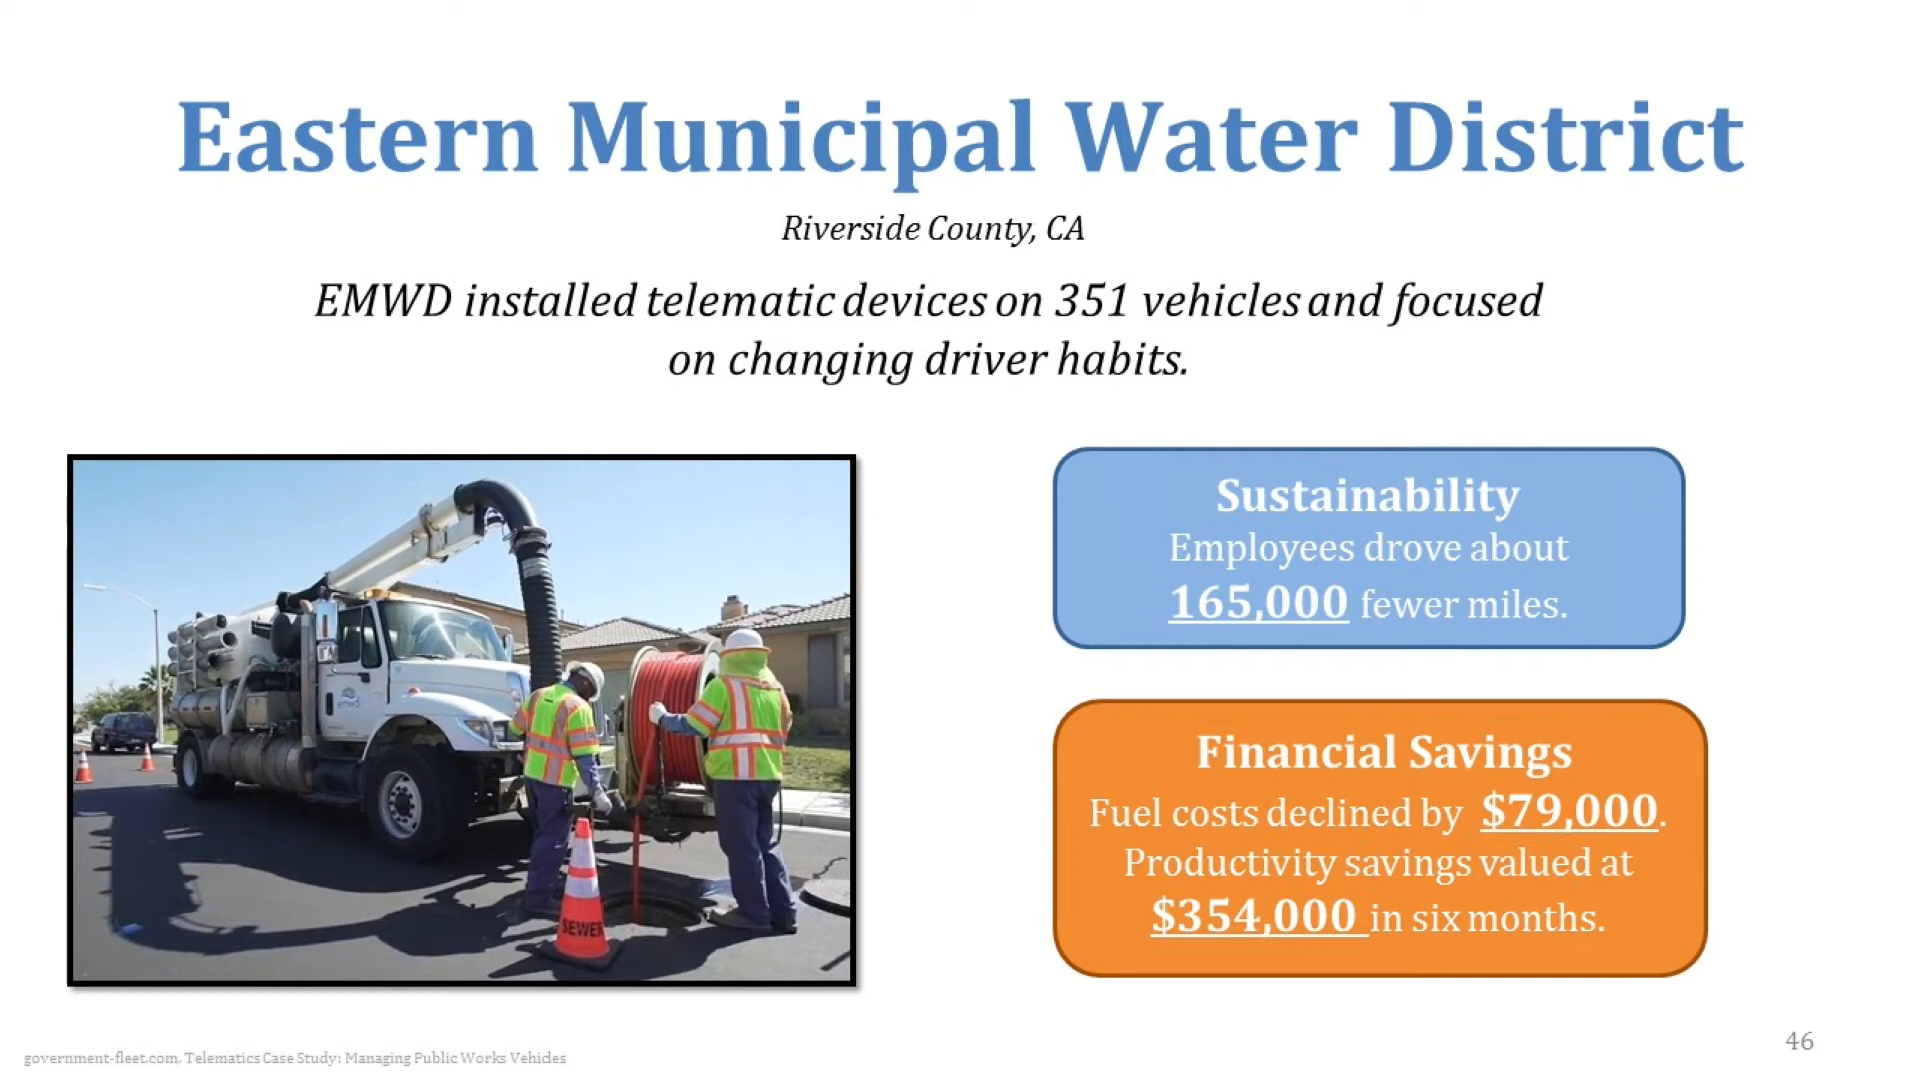 Eastern Municipal Water District
Riverside County, CA
EMWD installed telematic devices on 351 vehicles and focused
on changing driver habits.
SEWER
Sustainability
Employees drove about
165,000 fewer miles.
Financial Savings
Fuel costs declined by $79,000.
Productivity savings valued at
$354,000 in six months.
government-fleet.com, Telematics Case Study: Managing Public Works Vehicles
46